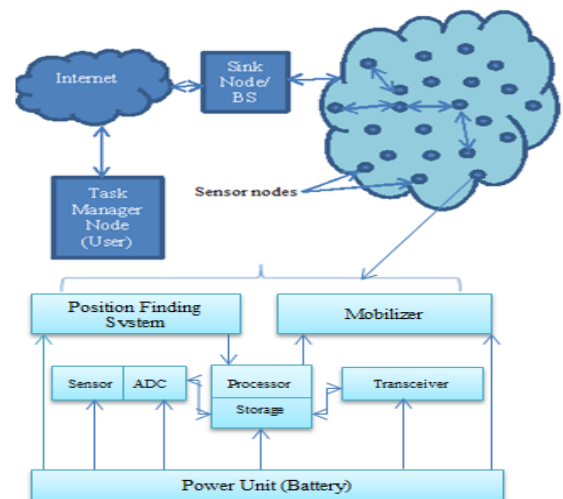 Internet
Sink
Node/
BS
Task
Manager
Node
(User)
Sensor nodes
Position Finding
System
Mobilizer
Sensor
ADC
Processor
Storage
Transceiver
Power Unit (Battery)